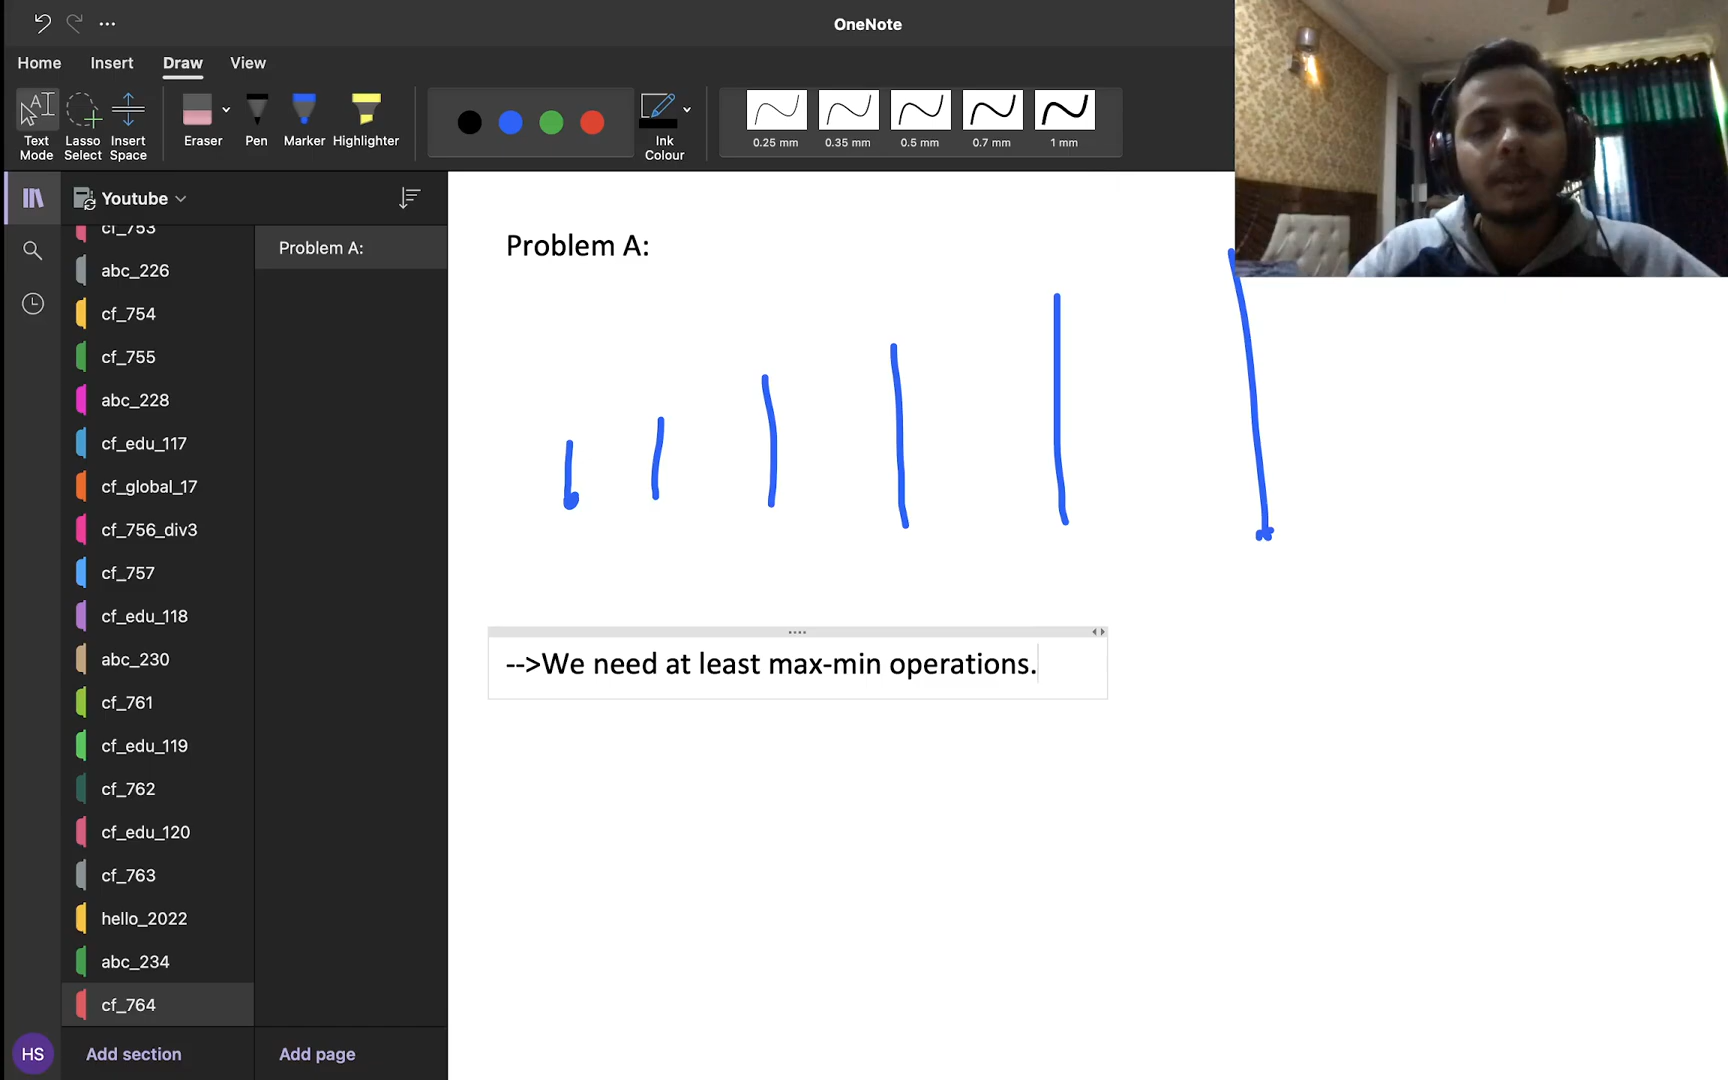 OneNote
Home Insert Draw View
Text Mode
Lasso Select
Insert Space
Eraser
Pen
Marker
Highlighter
Ink Colour
0.25 mm
0.35 mm
0.5 mm
0.7 mm
1 mm
Youtube
cf_753
abc_226
cf_754
cf_755
abc_228
cf_edu_117
cf_global_17
cf_756_div3
cf_757
cf_edu_118
abc_230
cf_761
cf_edu_119
cf_762
cf_edu_120
cf_763
hello_2022
abc_234
cf_764
HS
Add section
Problem A:
Add page
Problem A:
-->We need at least max-min operations.